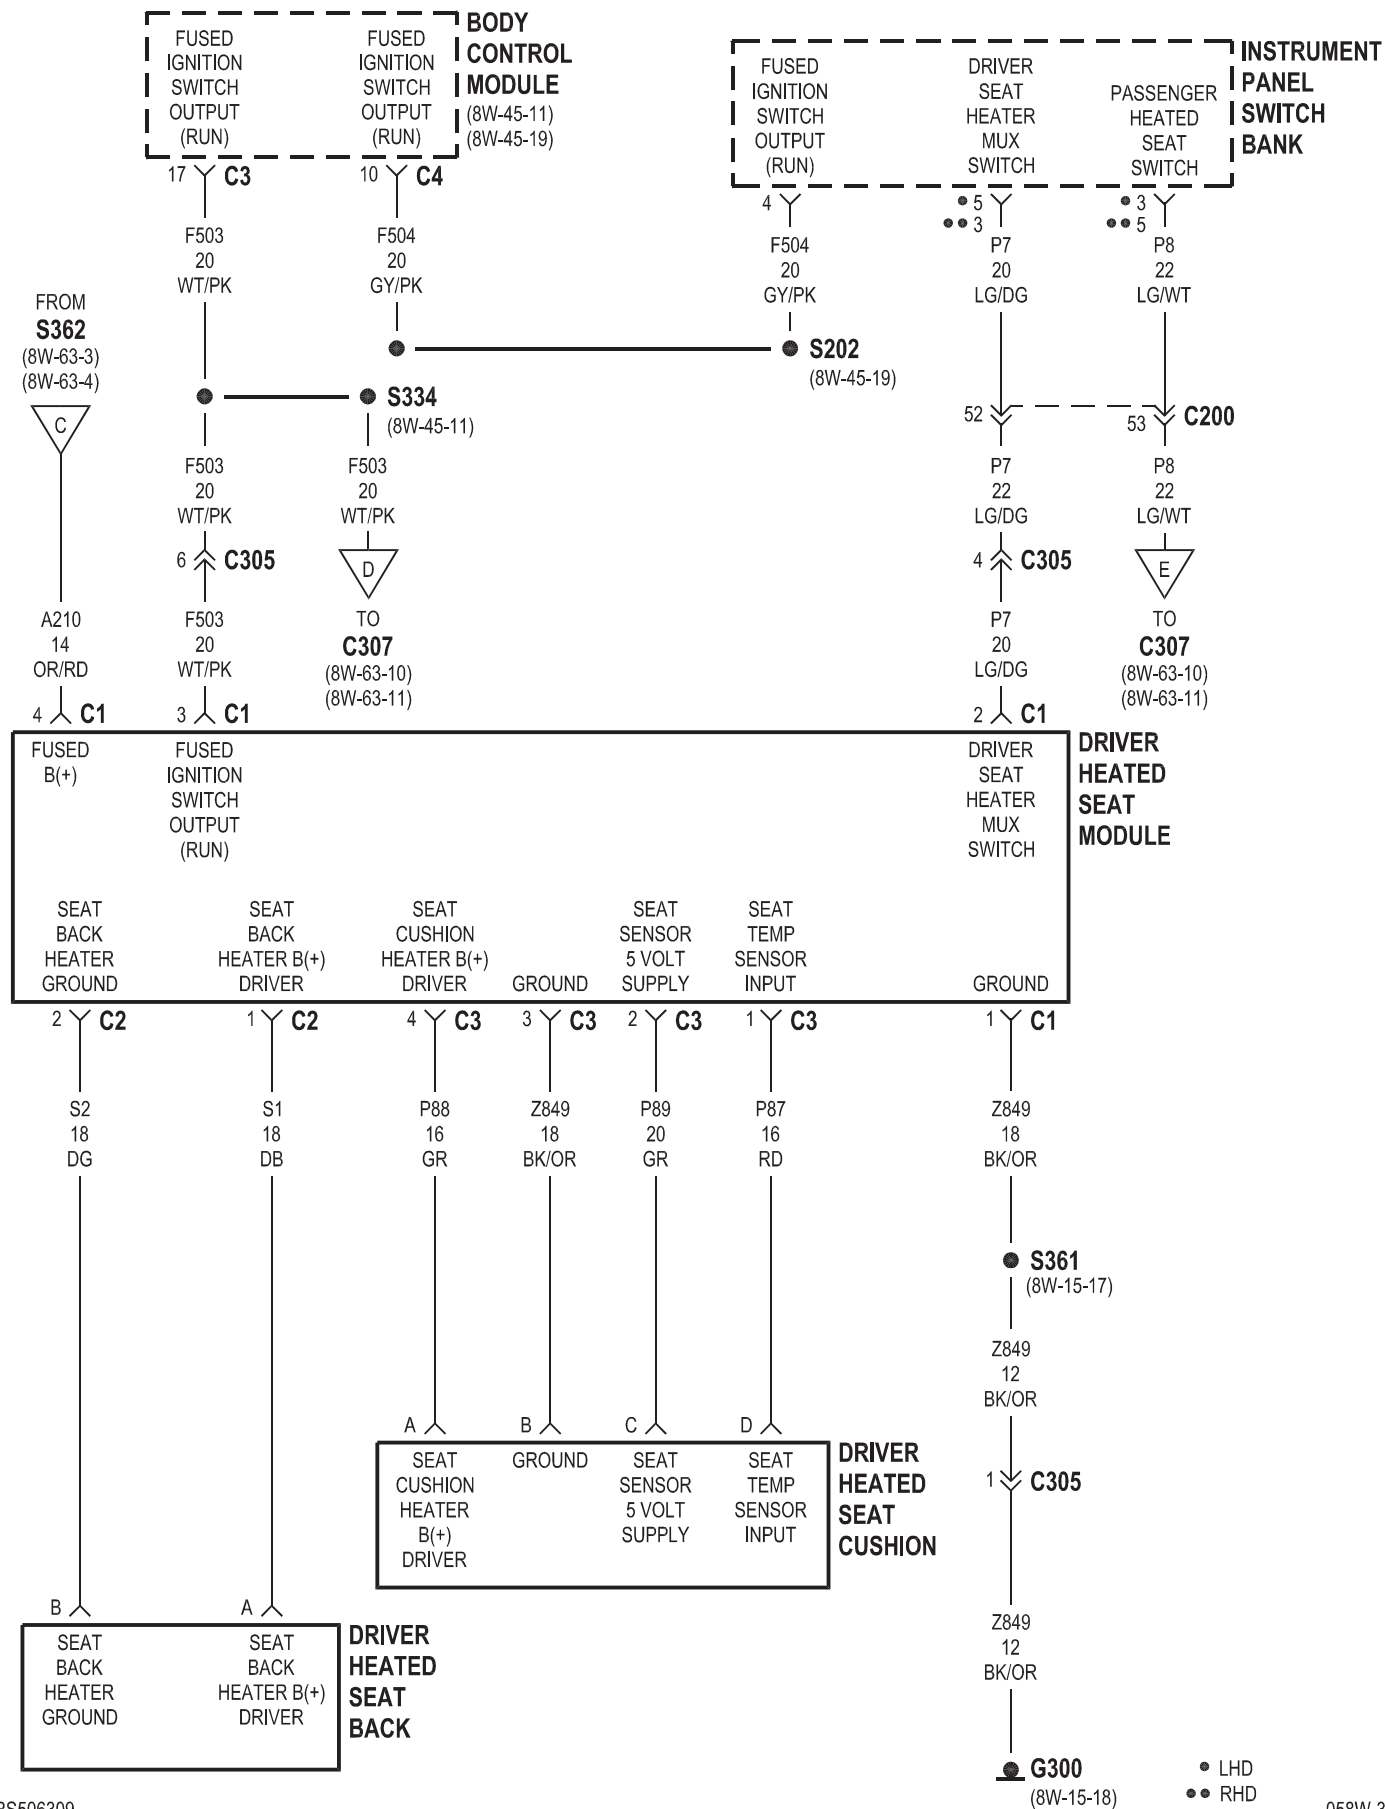 BODY
CONTROL
MODULE
(8W-45-11)
(8W-45-19)
FUSED
IGNITION
SWITCH
OUTPUT
(RUN)
FUSED
IGNITION
SWITCH
OUTPUT
(RUN)
INSTRUMENT
PANEL
SWITCH
BANK
FUSED
IGNITION
SWITCH
OUTPUT
(RUN)
DRIVER
SEAT
HEATER
MUX
SWITCH
PASSENGER
HEATED
SEAT
SWITCH
17 C3
10 C4
4
5
3
3
5
F503
20
WT/PK
F504
20
GY/PK
F504
20
GY/PK
P7
20
LG/DG
P8
22
LG/WT
FROM
S362
(8W-63-3)
(8W-63-4)
C
S202
(8W-45-19)
S334
(8W-45-11)
52
53 C200
F503
20
WT/PK
F503
20
WT/PK
P7
22
LG/DG
P8
22
LG/WT
6 C305
D
4 C305
E
A210
14
OR/RD
F503
20
WT/PK
TO
C307
(8W-63-10)
(8W-63-11)
P7
20
LG/DG
TO
C307
(8W-63-10)
(8W-63-11)
4 C1
3 C1
2 C1
DRIVER
HEATED
SEAT
MODULE
FUSED
B(+)
FUSED
IGNITION
SWITCH
OUTPUT
(RUN)
DRIVER
SEAT
HEATER
MUX
SWITCH
SEAT
BACK
HEATER
GROUND
SEAT
BACK
HEATER B(+)
DRIVER
SEAT
CUSHION
HEATER B(+)
DRIVER
GROUND
SEAT
SENSOR
5 VOLT
SUPPLY
SEAT
TEMP
SENSOR
INPUT
GROUND
2 C2
1 C2
4 C3
3 C3
2 C3
1 C3
1 C1
S2
18
DG
S1
18
DB
P88
16
GR
Z849
18
BK/OR
P89
20
GR
P87
16
RD
Z849
18
BK/OR
S361
(8W-15-17)
Z849
12
BK/OR
A
B
C
D
SEAT
CUSHION
HEATER
B(+)
DRIVER
GROUND
SEAT
SENSOR
5 VOLT
SUPPLY
SEAT
TEMP
SENSOR
INPUT
DRIVER
HEATED
SEAT
CUSHION
1 C305
B
A
SEAT
BACK
HEATER
GROUND
SEAT
BACK
HEATER B(+)
DRIVER
DRIVER
HEATED
SEAT
BACK
Z849
12
BK/OR
G300
(8W-15-18)
LHD
RHD